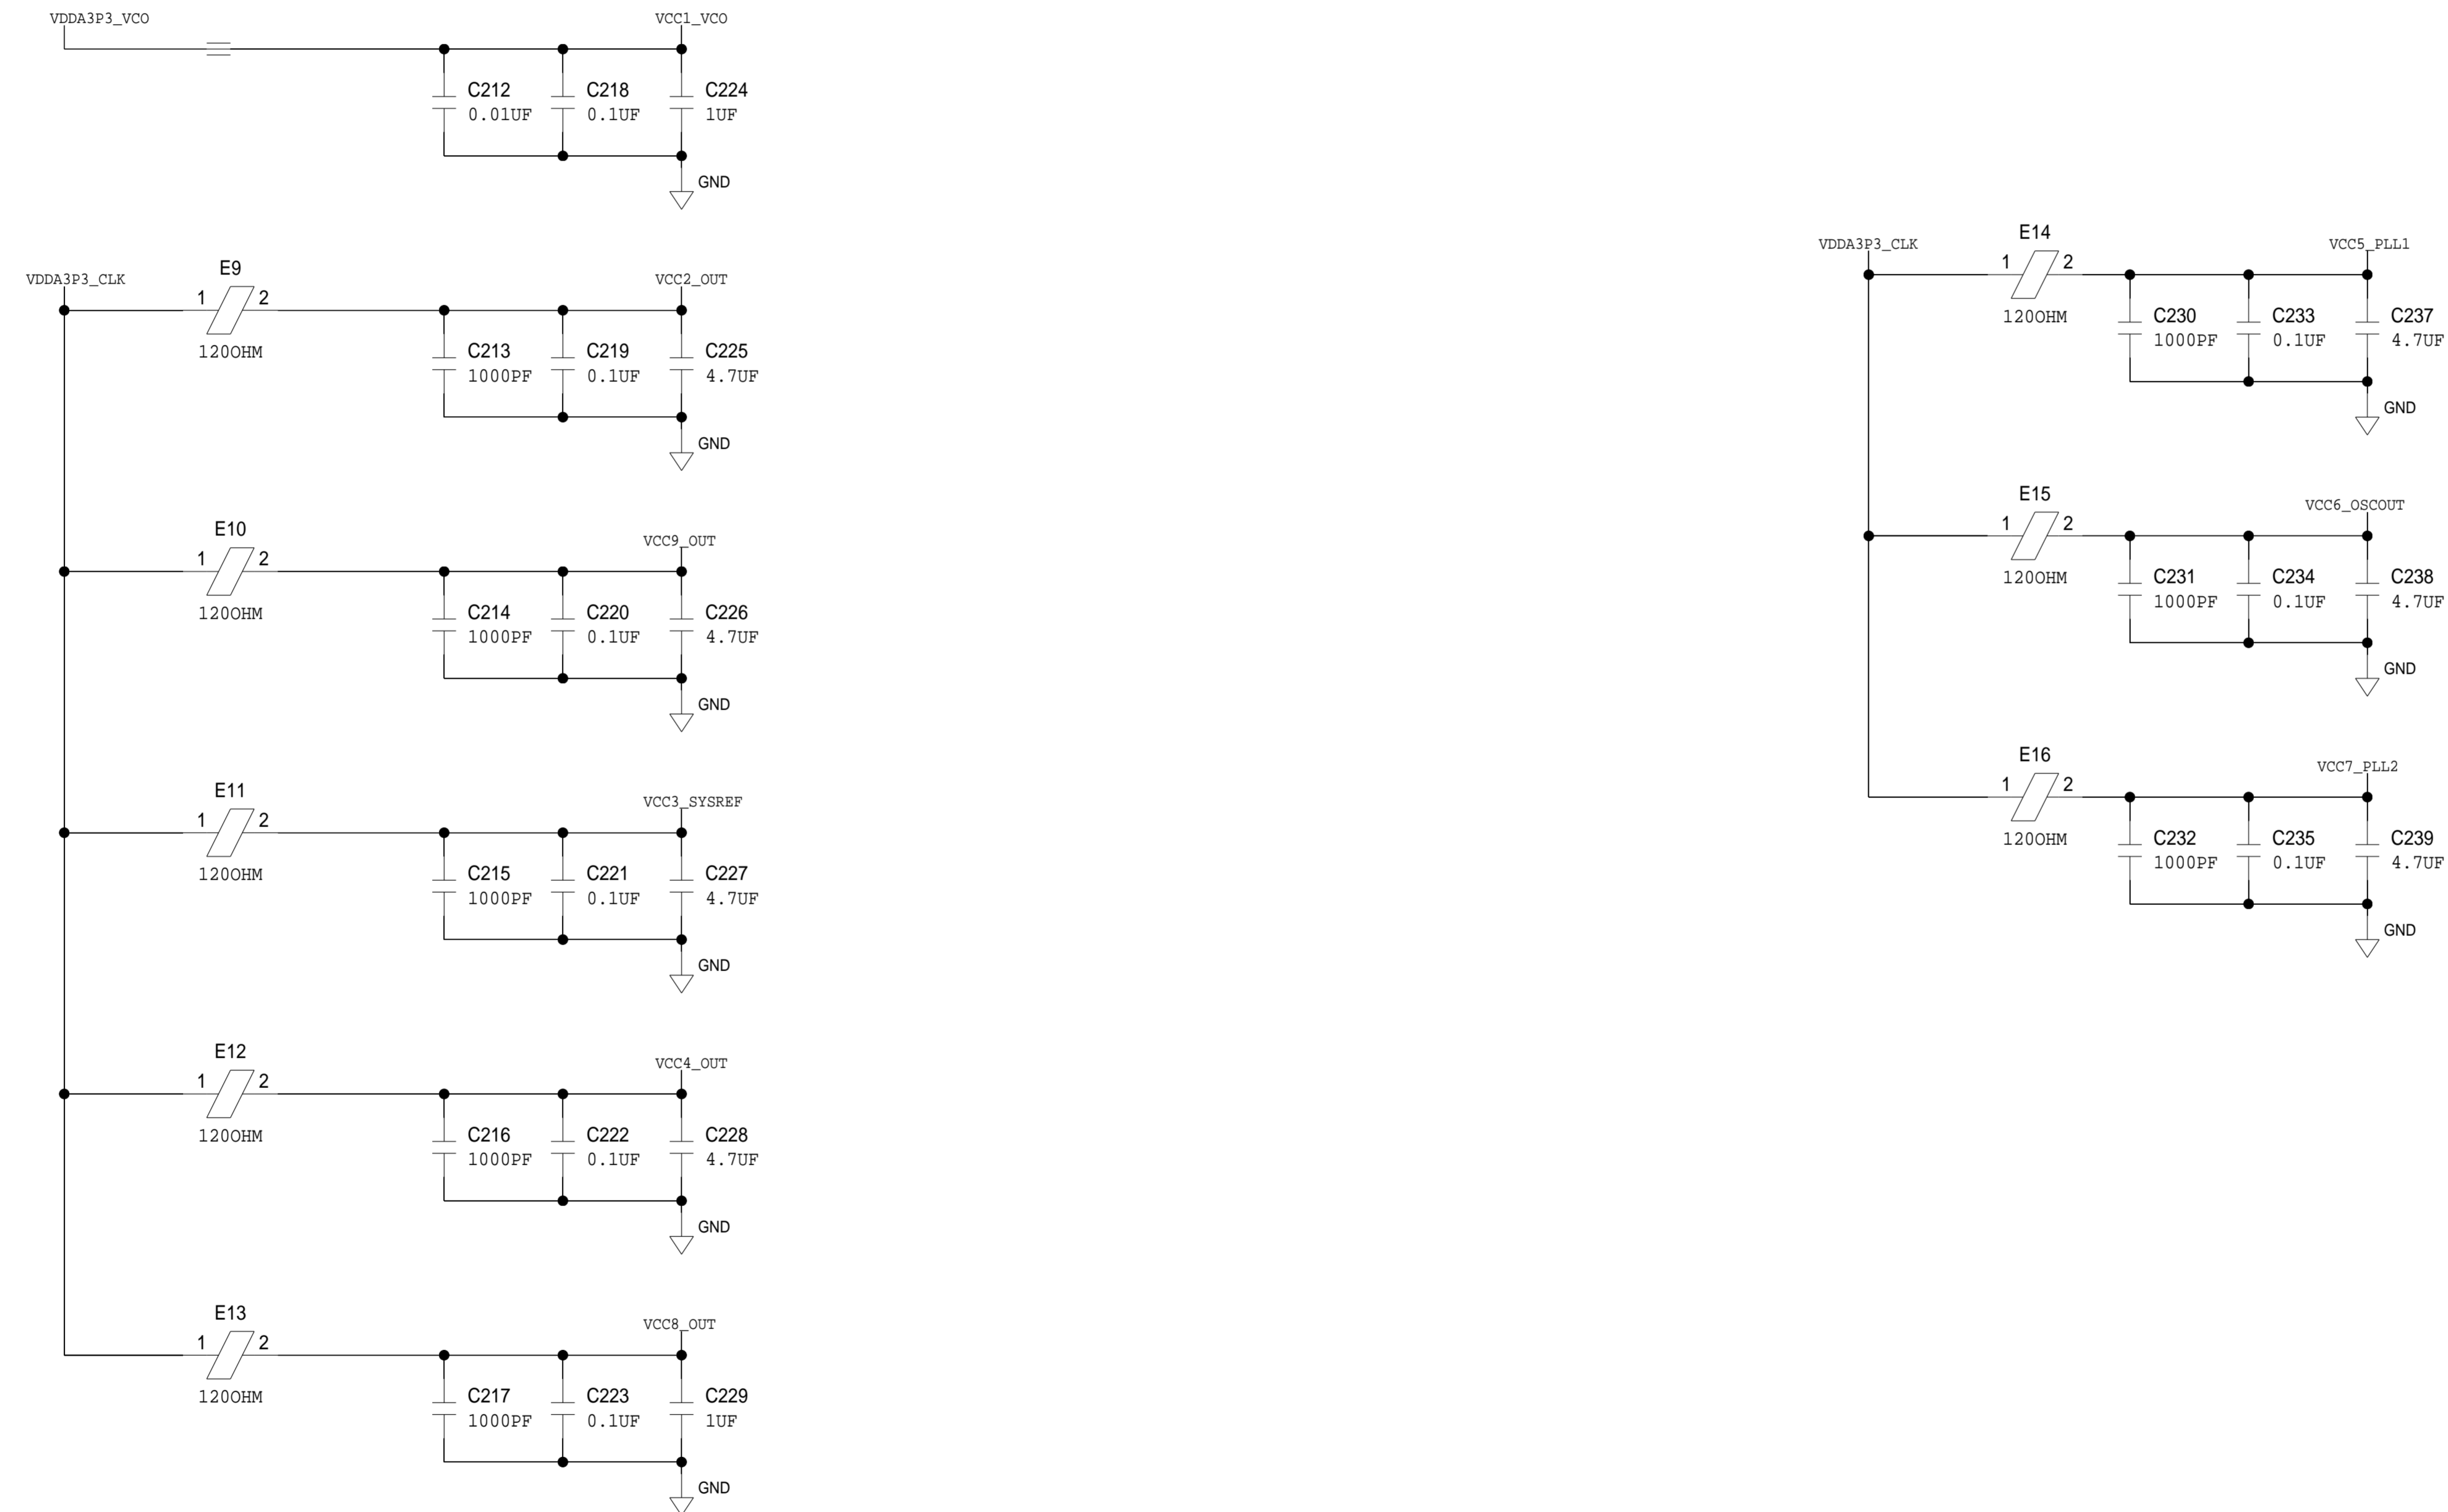 VDDA3P3_VCO
VCC1_VCO
C212
0.01UF
C218
0.1UF
C224
1UF
GND
VDDA3P3_CLK
E9
1 2
120OHM
VCC2_OUT
C213
1000PF
C219
0.1UF
C225
4.7UF
GND
E10
1 2
120OHM
VCC9_OUT
C214
1000PF
C220
0.1UF
C226
4.7UF
GND
E11
1 2
120OHM
VCC3_SYSREF
C215
1000PF
C221
0.1UF
C227
4.7UF
GND
E12
1 2
120OHM
VCC4_OUT
C216
1000PF
C222
0.1UF
C228
4.7UF
GND
E13
1 2
120OHM
VCC8_OUT
C217
1000PF
C223
0.1UF
C229
1UF
GND
VDDA3P3_CLK
E14
1 2
120OHM
VCC5_PLL1
C230
1000PF
C233
0.1UF
C237
4.7UF
GND
E15
1 2
120OHM
VCC6_OSCOUT
C231
1000PF
C234
0.1UF
C238
4.7UF
GND
E16
1 2
120OHM
VCC7_PLL2
C232
1000PF
C235
0.1UF
C239
4.7UF
GND